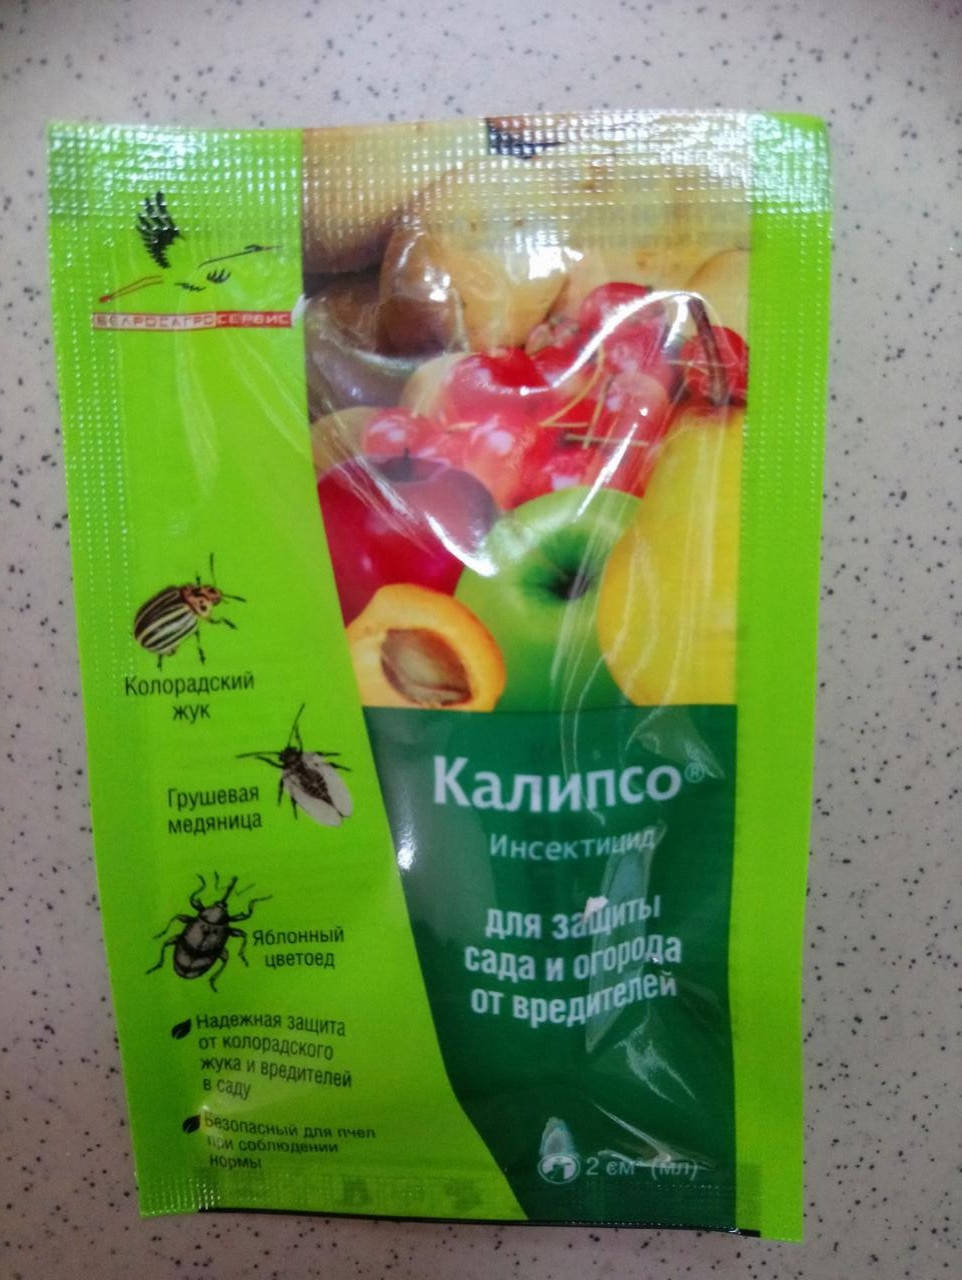 БЕЛРОСАГРОСЕРВИС
Колорадский
жук
Грушевая
медяница
Яблонный
цветоед
Надежная защита
от колорадского
жука и вредителей
в саду
Безопасный для пчел
при соблюдении
нормы
Калипсо®
Инсектицид
для защиты
сада и огорода
от вредителей
2 см³ (мл)